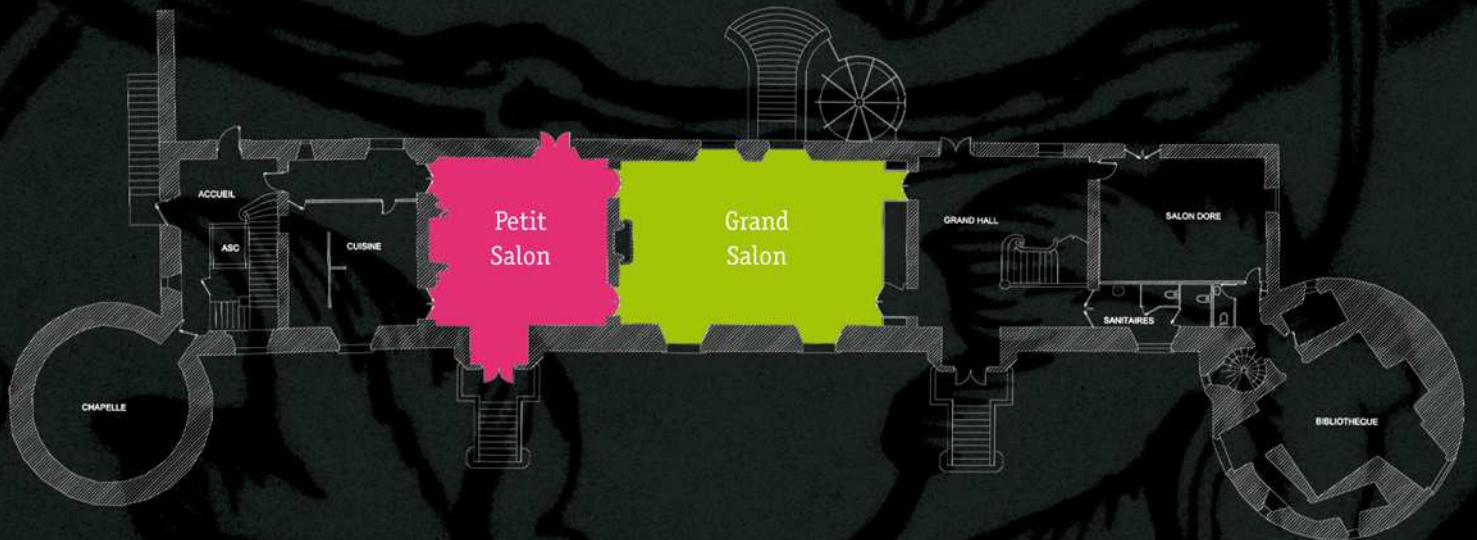 ACCUEIL
ASC
CUISINE
Petit
Salon
Grand
Salon
GRAND HALL
SALON DORE
SANITAIRES
CHAPELLE
BIBLIOTHEQUE